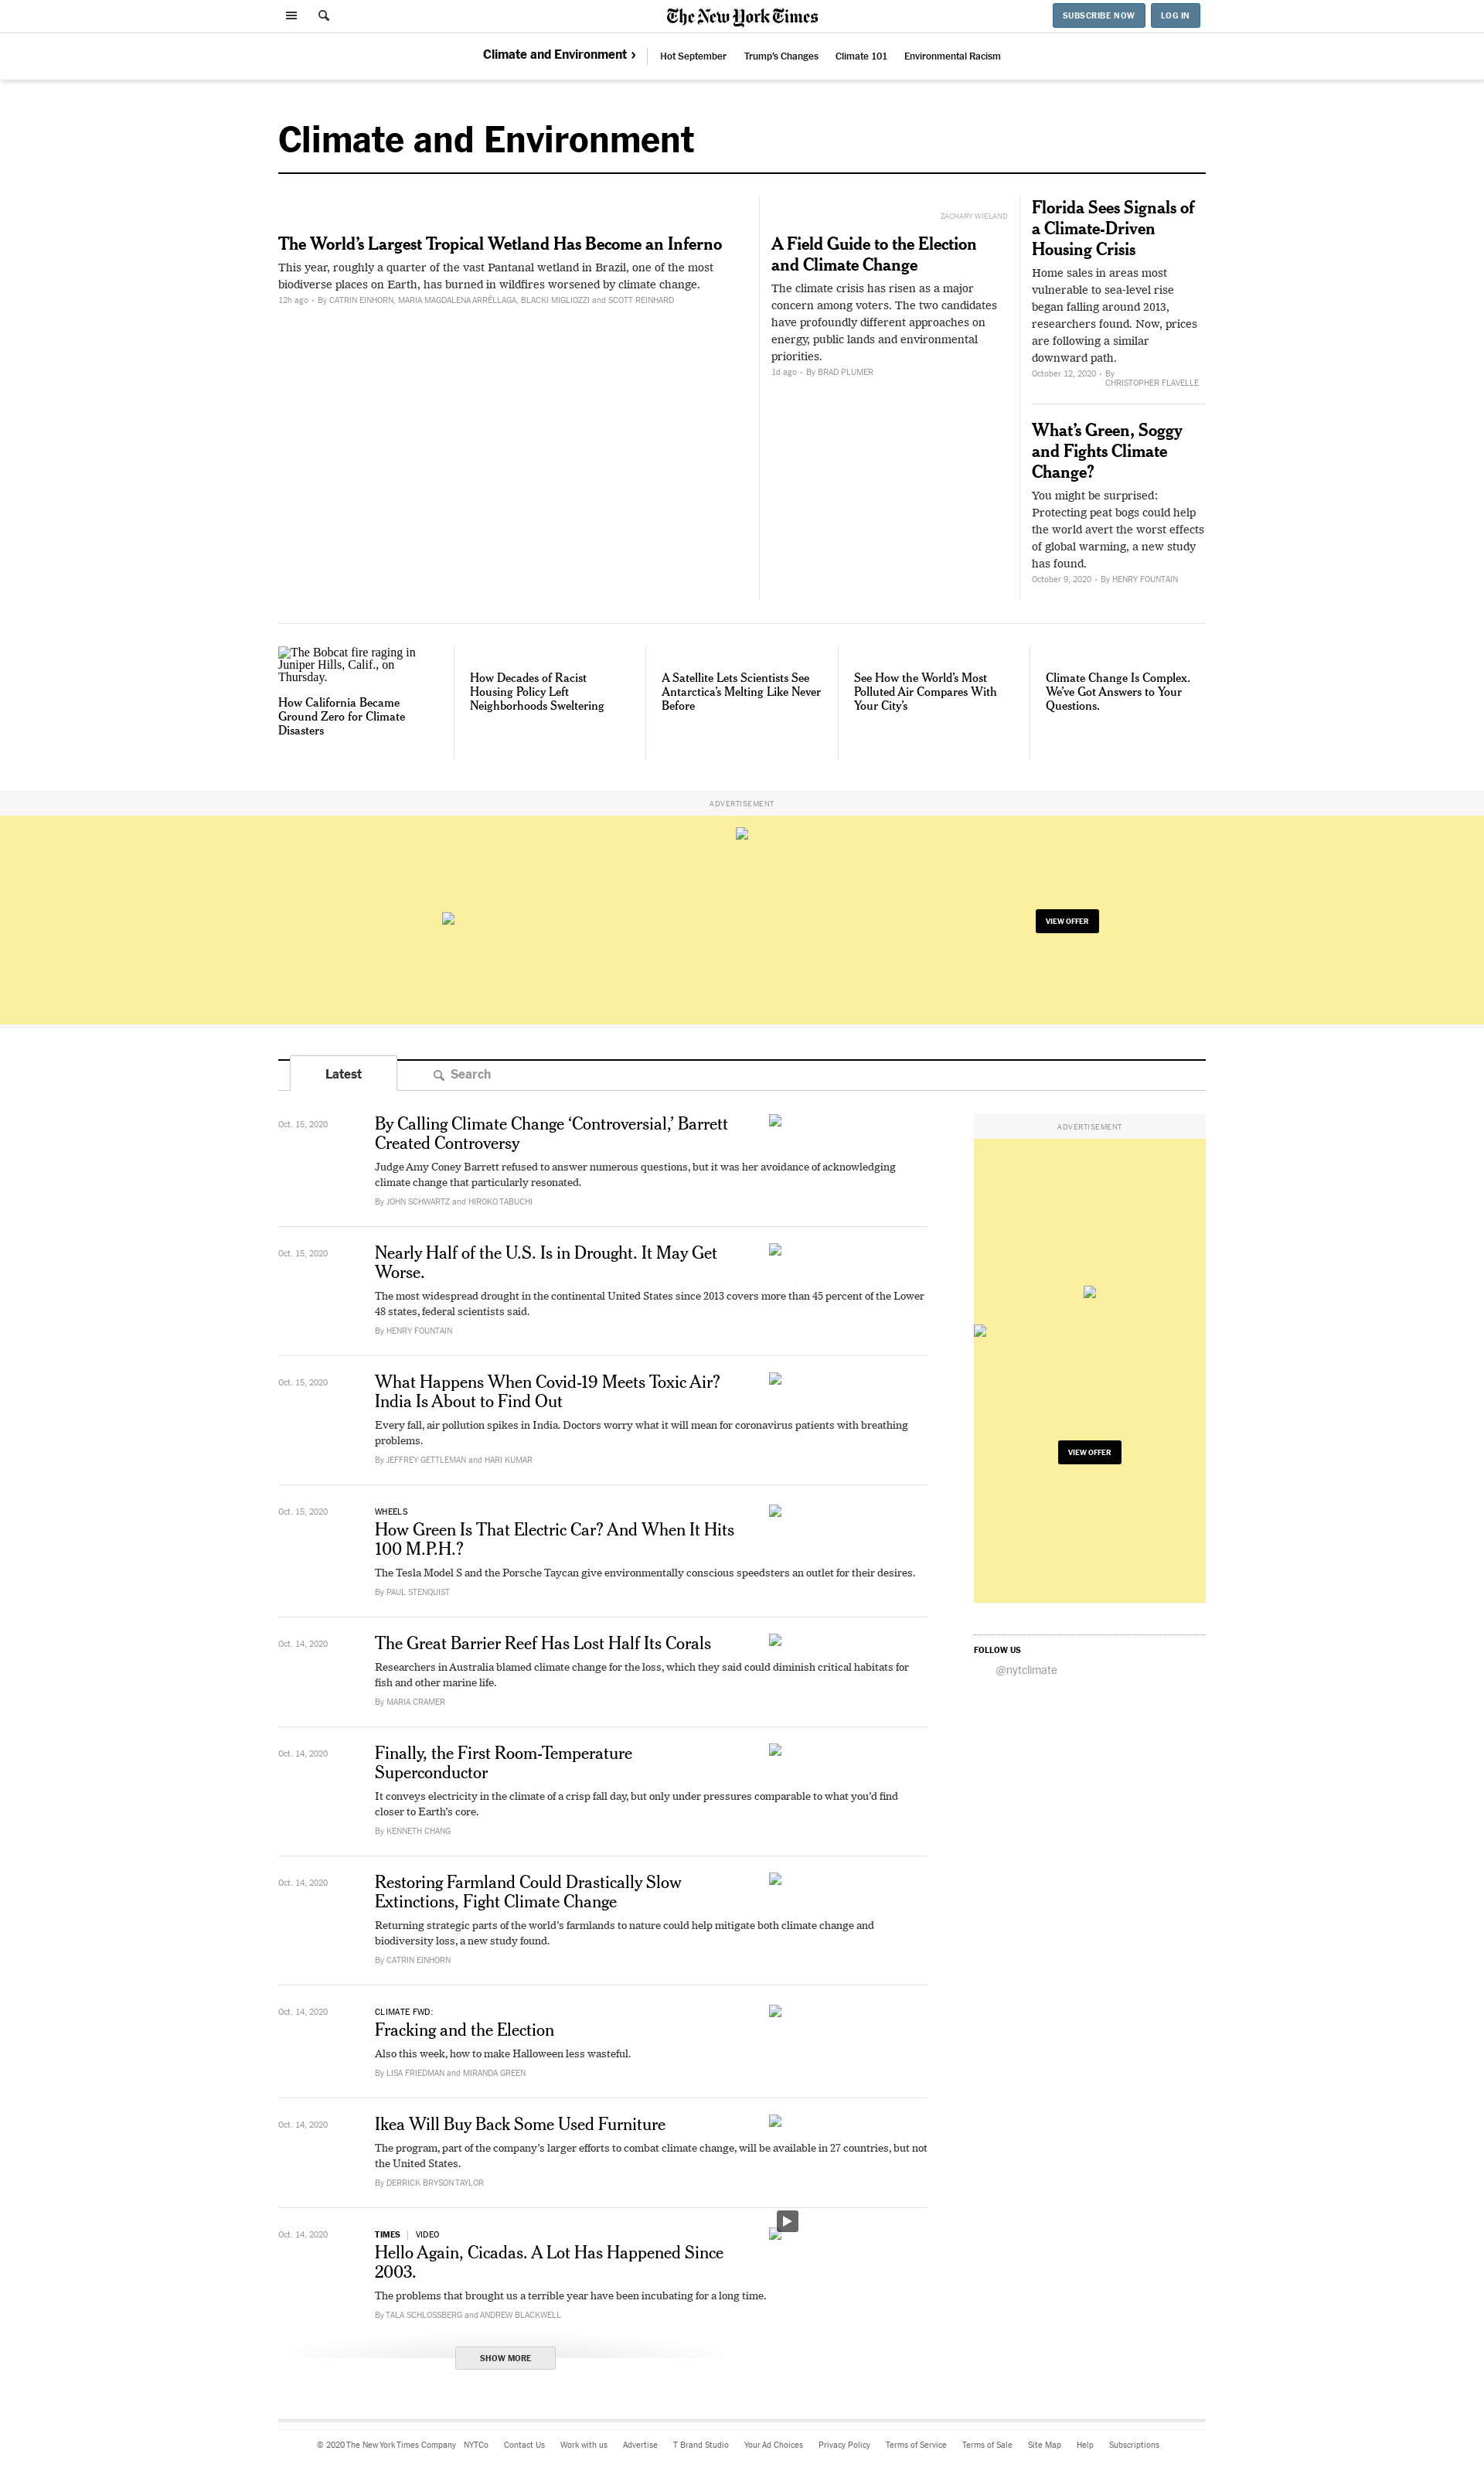 The New York Times
SUBSCRIBE NOW
LOG IN
Climate and Environment ›
Hot September
Trump's Changes
Climate 101
Environmental Racism
Climate and Environment
The World's Largest Tropical Wetland Has Become an Inferno
This year, roughly a quarter of the vast Pantanal wetland in Brazil, one of the most
biodiverse places on Earth, has burned in wildfires worsened by climate change.
12h ago • By CATRIN EINHORN, MARIA MAGDALENA ARRÉLLAGA, BLACKI MIGLIOZZI and SCOTT REINHARD
ZACHARY WIELAND
A Field Guide to the Election
and Climate Change
The climate crisis has risen as a major
concern among voters. The two candidates
have profoundly different approaches on
energy, public lands and environmental
priorities.
1d ago • By BRAD PLUMER
Florida Sees Signals of
a Climate-Driven
Housing Crisis
Home sales in areas most
vulnerable to sea-level rise
began falling around 2013,
researchers found. Now, prices
are following a similar
downward path.
October 12, 2020 • By
CHRISTOPHER FLAVELLE
What's Green, Soggy
and Fights Climate
Change?
You might be surprised:
Protecting peat bogs could help
the world avert the worst effects
of global warming, a new study
has found.
October 9, 2020 • By HENRY FOUNTAIN
The Bobcat fire raging in
Juniper Hills, Calif., on
Thursday.
How California Became
Ground Zero for Climate
Disasters
How Decades of Racist
Housing Policy Left
Neighborhoods Sweltering
A Satellite Lets Scientists See
Antarctica's Melting Like Never
Before
See How the World's Most
Polluted Air Compares With
Your City's
Climate Change Is Complex.
We've Got Answers to Your
Questions.
ADVERTISEMENT
VIEW OFFER
Latest
Search
Oct. 15, 2020
By Calling Climate Change 'Controversial,' Barrett
Created Controversy
Judge Amy Coney Barrett refused to answer numerous questions, but it was her avoidance of acknowledging
climate change that particularly resonated.
By JOHN SCHWARTZ and HIROKO TABUCHI
Oct. 15, 2020
Nearly Half of the U.S. Is in Drought. It May Get
Worse.
The most widespread drought in the continental United States since 2013 covers more than 45 percent of the Lower
48 states, federal scientists said.
By HENRY FOUNTAIN
Oct. 15, 2020
What Happens When Covid-19 Meets Toxic Air?
India Is About to Find Out
Every fall, air pollution spikes in India. Doctors worry what it will mean for coronavirus patients with breathing
problems.
By JEFFREY GETTLEMAN and HARI KUMAR
Oct. 15, 2020
WHEELS
How Green Is That Electric Car? And When It Hits
100 M.P.H.?
The Tesla Model S and the Porsche Taycan give environmentally conscious speedsters an outlet for their desires.
By PAUL STENQUIST
Oct. 14, 2020
The Great Barrier Reef Has Lost Half Its Corals
Researchers in Australia blamed climate change for the loss, which they said could diminish critical habitats for
fish and other marine life.
By MARIA CRAMER
Oct. 14, 2020
Finally, the First Room-Temperature
Superconductor
It conveys electricity in the climate of a crisp fall day, but only under pressures comparable to what you'd find
closer to Earth's core.
By KENNETH CHANG
Oct. 14, 2020
Restoring Farmland Could Drastically Slow
Extinctions, Fight Climate Change
Returning strategic parts of the world's farmlands to nature could help mitigate both climate change and
biodiversity loss, a new study found.
By CATRIN EINHORN
Oct. 14, 2020
CLIMATE FWD:
Fracking and the Election
Also this week, how to make Halloween less wasteful.
By LISA FRIEDMAN and MIRANDA GREEN
Oct. 14, 2020
Ikea Will Buy Back Some Used Furniture
The program, part of the company's larger efforts to combat climate change, will be available in 27 countries, but not
the United States.
By DERRICK BRYSON TAYLOR
Oct. 14, 2020
TIMES | VIDEO
Hello Again, Cicadas. A Lot Has Happened Since
2003.
The problems that brought us a terrible year have been incubating for a long time.
By TALA SCHLOSSBERG and ANDREW BLACKWELL
SHOW MORE
ADVERTISEMENT
VIEW OFFER
FOLLOW US
@nytclimate
© 2020 The New York Times Company
NYTCo
Contact Us
Work with us
Advertise
T Brand Studio
Your Ad Choices
Privacy Policy
Terms of Service
Terms of Sale
Site Map
Help
Subscriptions